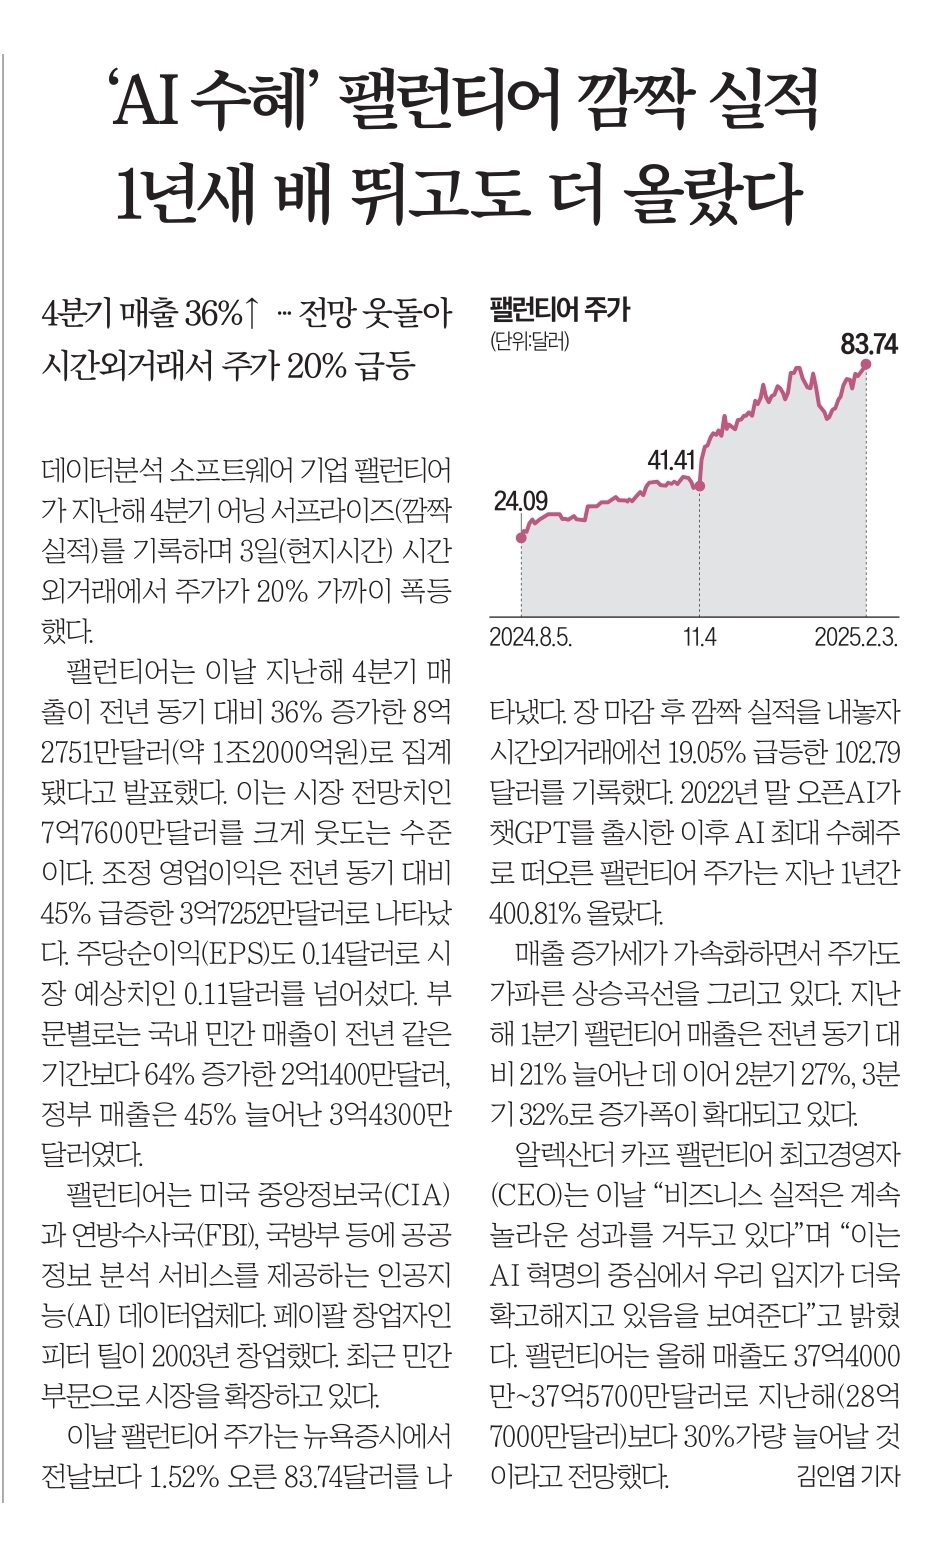 ‘AI 수혜’ 팰런티어 깜짝 실적
1년새 배 뛰고도 더 올랐다
4분기 매출 36%↑ … 전망 웃돌아
시간외거래서 주가 20% 급등
데이터분석 소프트웨어 기업 팰런티어
가 지난해 4분기 어닝 서프라이즈(깜짝
실적)를 기록하며 3일(현지시간) 시간
외거래에서 주가가 20% 가까이 폭등
했다.
팰런티어는 이날 지난해 4분기 매
출이 전년 동기 대비 36% 증가한 8억
2751만달러(약 1조2000억원)로 집계
됐다고 발표했다. 이는 시장 전망치인
7억7600만달러를 크게 웃도는 수준
이다. 조정 영업이익은 전년 동기 대비
45% 급증한 3억7252만달러로 나타났
다. 주당순이익(EPS)도 0.14달러로 시
장 예상치인 0.11달러를 넘어섰다. 부
문별로는 국내 민간 매출이 전년 같은
기간보다 64% 증가한 2억1400만달러,
정부 매출은 45% 늘어난 3억4300만
달러였다.
팰런티어는 미국 중앙정보국(CIA)
과 연방수사국(FBI), 국방부 등에 공공
정보 분석 서비스를 제공하는 인공지
능(AI) 데이터업체다. 페이팔 창업자인
피터 틸이 2003년 창업했다. 최근 민간
부문으로 시장을 확장하고 있다.
이날 팰런티어 주가는 뉴욕증시에서
전날보다 1.52% 오른 83.74달러를 나
팰런티어 주가
(단위:달러)
83.74
41.41
24.09
2024.8.5. 11.4 2025.2.3.
타냈다. 장 마감 후 깜짝 실적을 내놓자
시간외거래에선 19.05% 급등한 102.79
달러를 기록했다. 2022년 말 오픈AI가
챗GPT를 출시한 이후 AI 최대 수혜주
로 떠오른 팰런티어 주가는 지난 1년간
400.81% 올랐다.
매출 증가세가 가속화하면서 주가도
가파른 상승곡선을 그리고 있다. 지난
해 1분기 팰런티어 매출은 전년 동기 대
비 21% 늘어난 데 이어 2분기 27%, 3분
기 32%로 증가폭이 확대되고 있다.
알렉산더 카프 팰런티어 최고경영자
(CEO)는 이날 “비즈니스 실적은 계속
놀라운 성과를 거두고 있다”며 “이는
AI 혁명의 중심에서 우리 입지가 더욱
확고해지고 있음을 보여준다”고 밝혔
다. 팰런티어는 올해 매출도 37억4000
만~37억5700만달러로 지난해(28억
7000만달러)보다 30%가량 늘어날 것
이라고 전망했다. 김인엽 기자